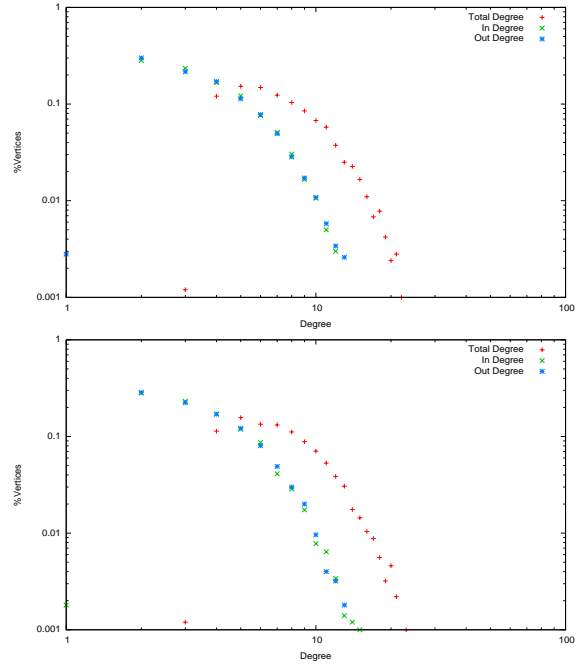 1
0.1
0.01
0.001
%Vertices
1
10
100
Degree
Total Degree
In Degree
Out Degree
1
0.1
0.01
0.001
%Vertices
1
10
100
Degree
Total Degree
In Degree
Out Degree